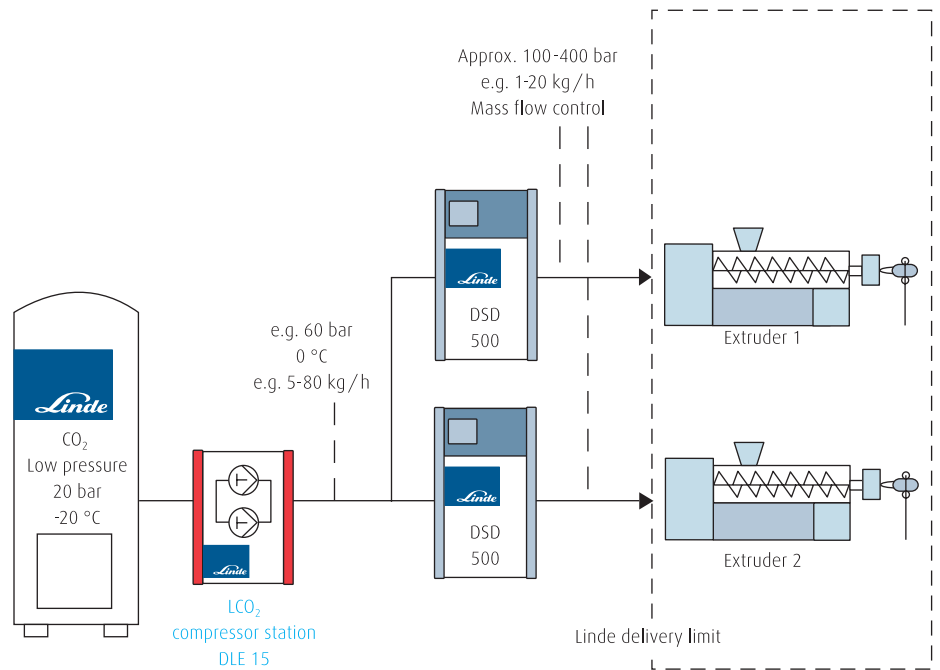 Approx. 100-400 bar
e.g. 1-20 kg/h
Mass flow control
Linde
DSD
500
Extruder 1
e.g. 60 bar
0 °C
e.g. 5-80 kg/h
Linde
CO₂
Low pressure
20 bar
-20 °C
Linde
DSD
500
Extruder 2
Linde
LCO₂
compressor station
DLE 15
Linde delivery limit